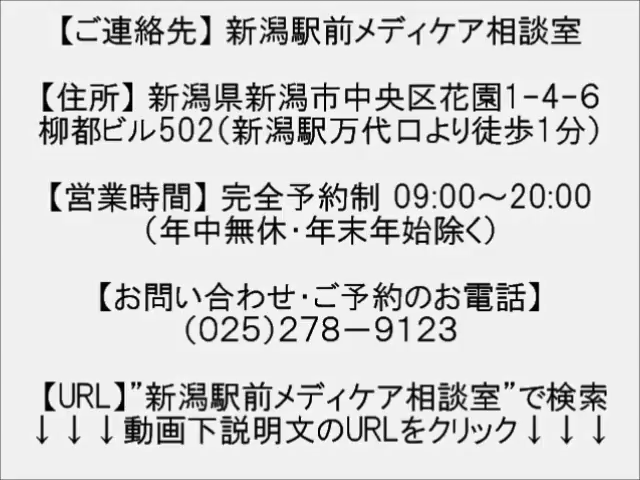 【ご連絡先】新潟駅前メディケア相談室
【住所】新潟県新潟市中央区花園1-4-6
柳都ビル502(新潟駅万代口より徒歩1分)
【営業時間】完全予約制 09:00～20:00
(年中無休・年末年始除く)
【お問い合わせ・ご予約のお電話】
(025)278－9123
【URL】”新潟駅前メディケア相談室”で検索
↓↓↓動画下説明文のURLをクリック↓↓↓